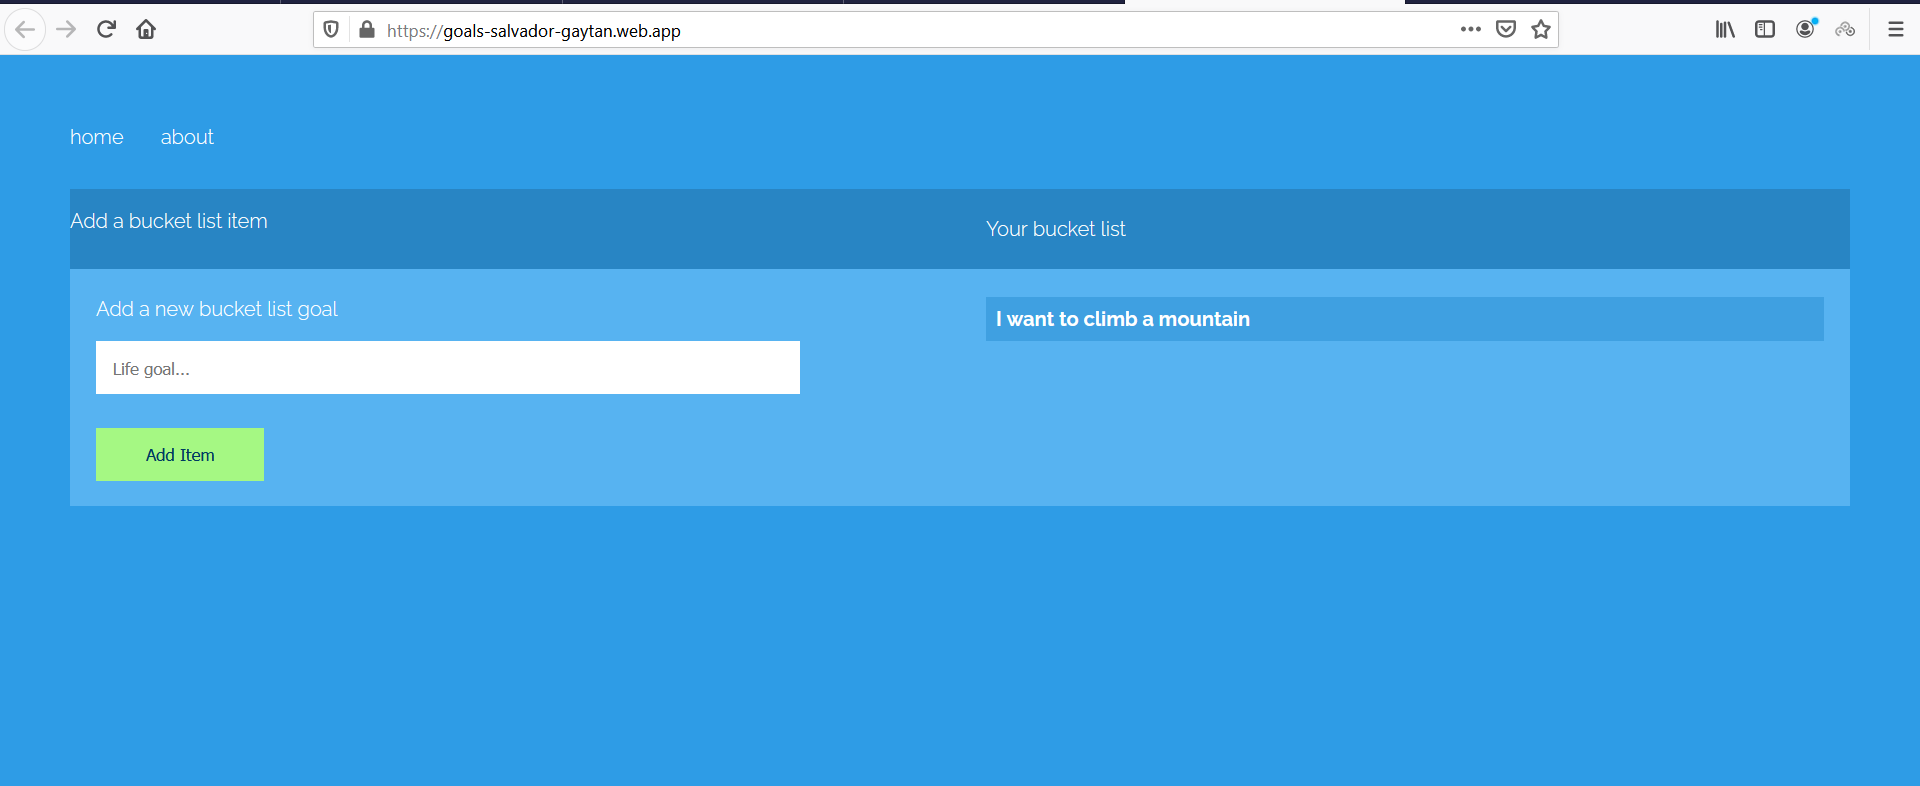 https://goals-salvador-gaytan.web.app
home about
Add a bucket list item
Your bucket list
Add a new bucket list goal
Life goal...
Add Item
I want to climb a mountain